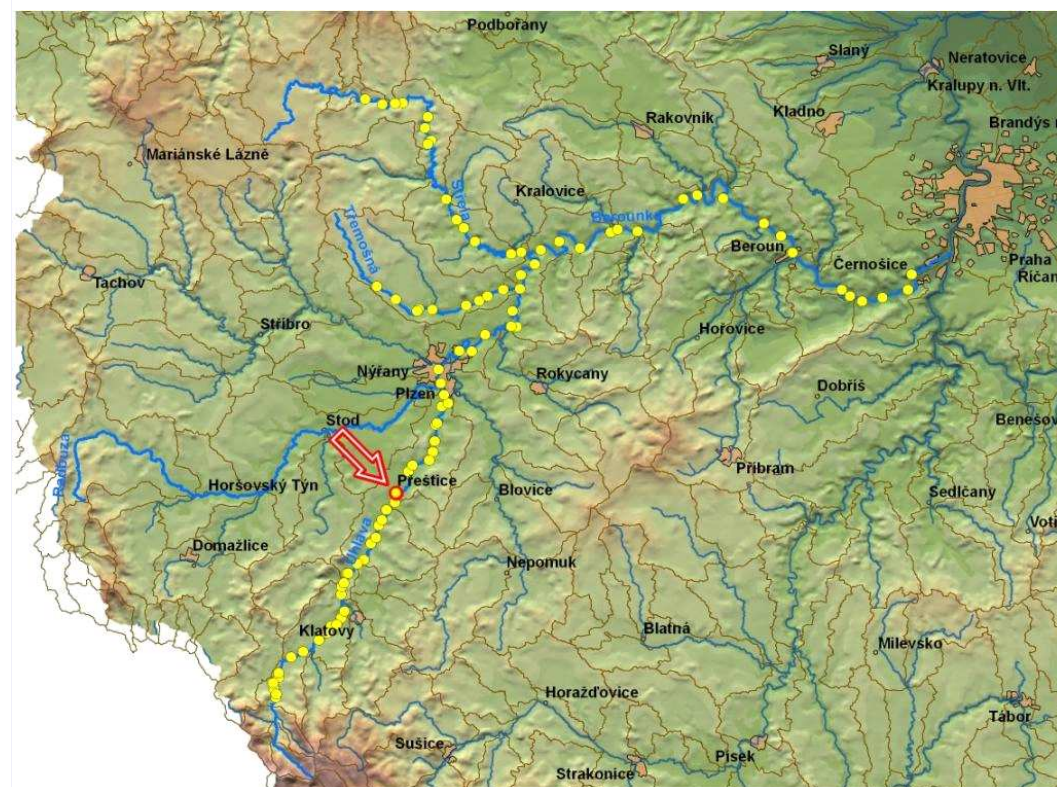 Podbořany
Slaný
Neratovice
Kralupy n. Vlt.
Kladno
Rakovník
Brandýs n
Mariánské Lázně
Kralovice
Střela
Berounka
Třemošná
Beroun
Černošice
Praha
Říčan
Tachov
Stříbro
Hořovice
Nýřany
Rokycany
Plzeň
Dobříš
Stod
Benešov
Radbuza
Přeštice
Příbram
Horšovský Týn
Blovice
Sedlčany
Voti
Úhlava
Domažlice
Nepomuk
Klatovy
Blatná
Milevsko
Horažďovice
Tábor
Sušice
Písek
Strakonice